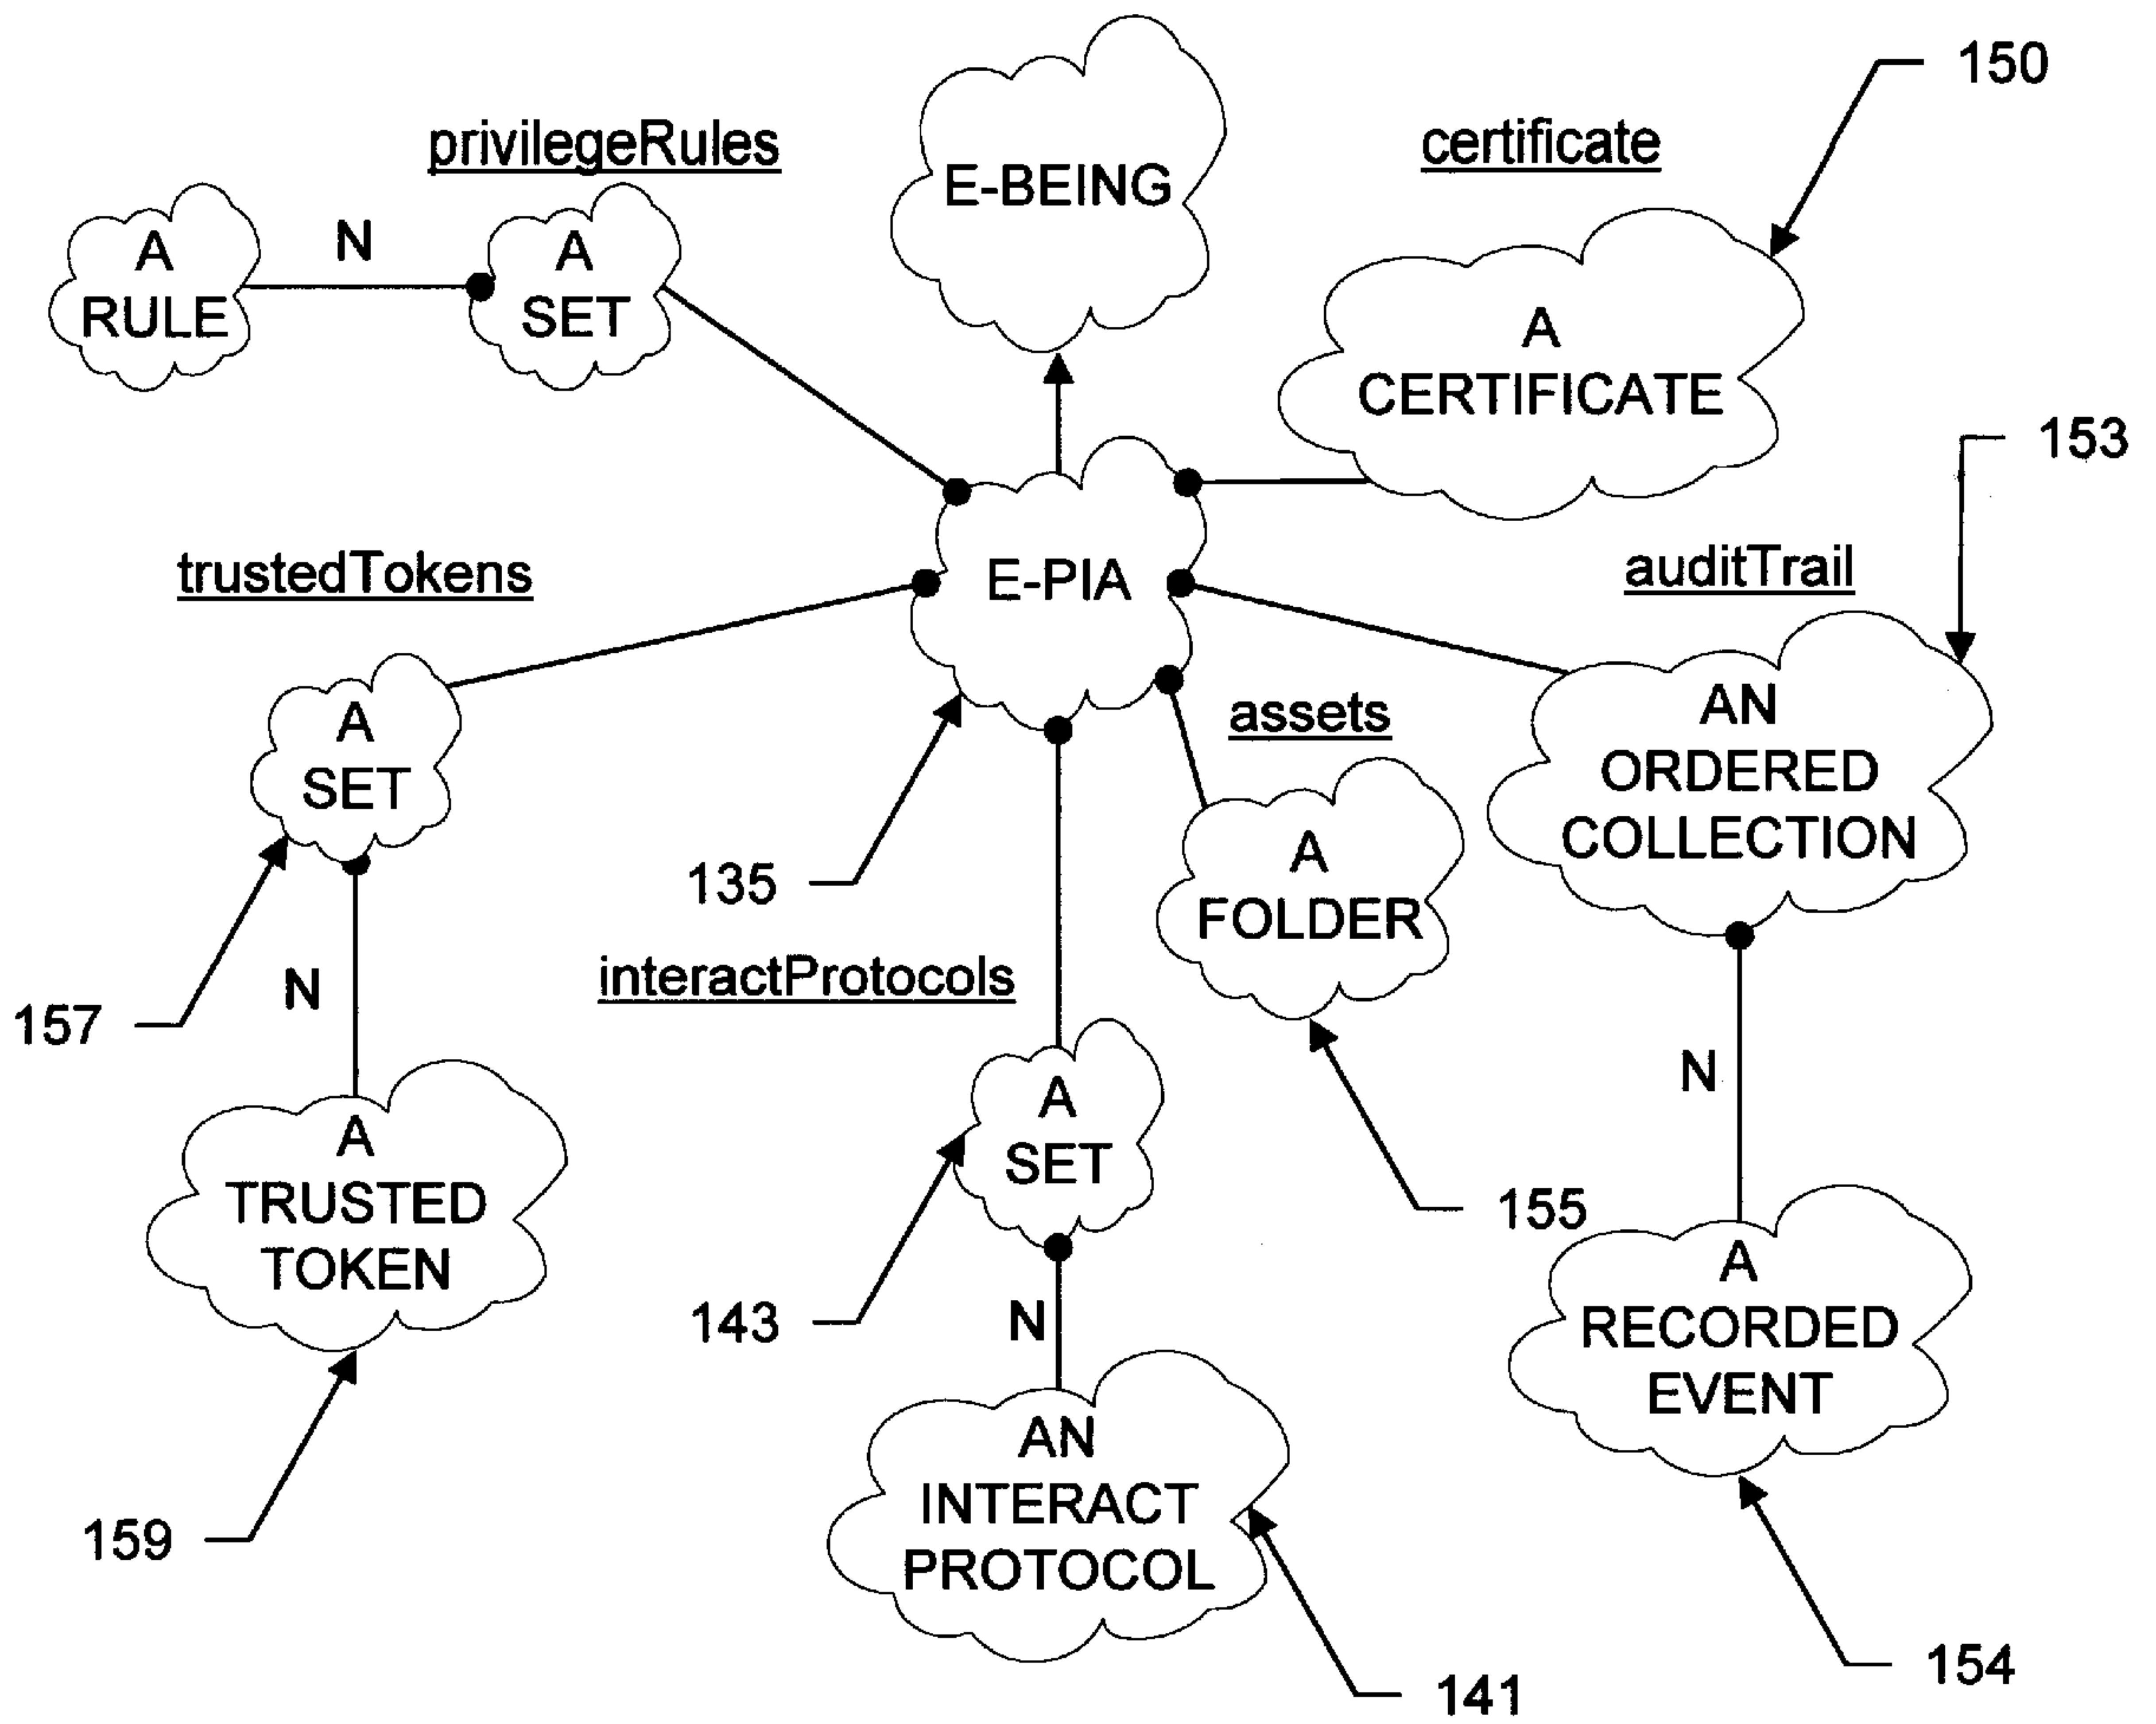 150
privilegeRules
certificate
E-BEING
A
RULE
N
A
SET
A
CERTIFICATE
153
trustedTokens
E-PIA
auditTrail
assets
A
SET
AN
ORDERED
COLLECTION
135
A
FOLDER
interactProtocols
N
157
N
A
SET
A
TRUSTED
TOKEN
155
143
N
A
RECORDED
EVENT
AN
INTERACT
PROTOCOL
159
154
141